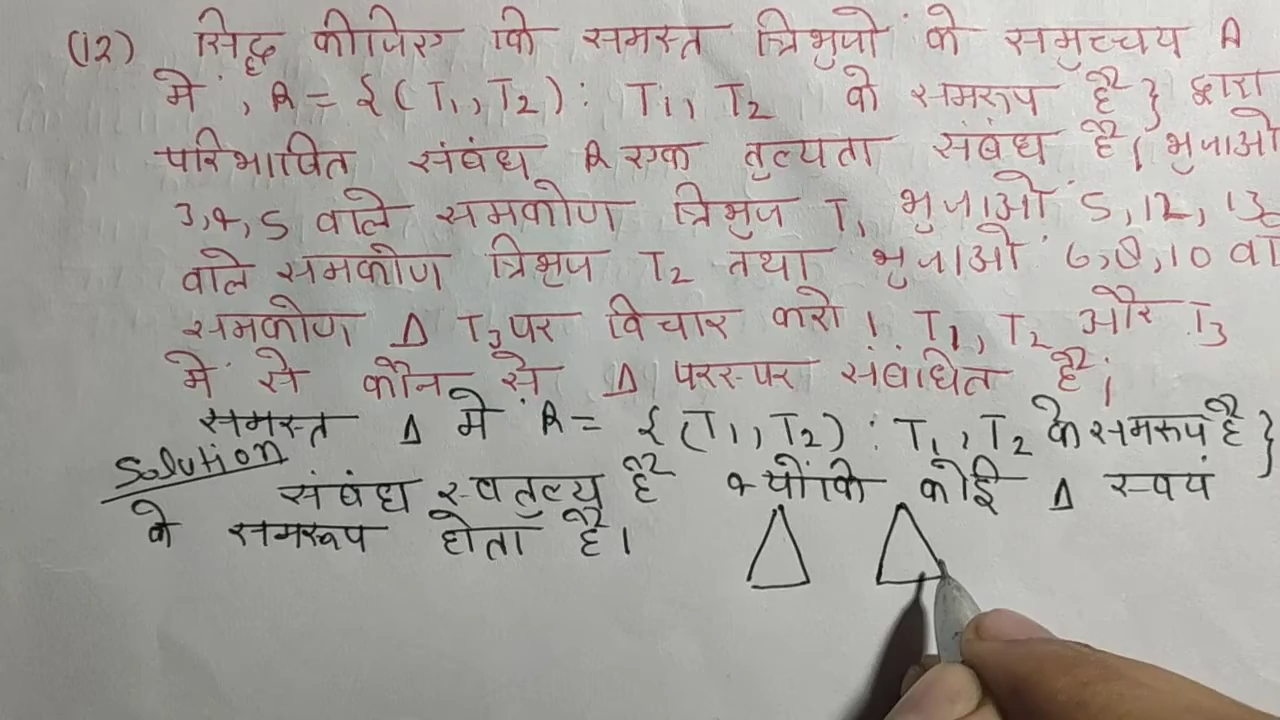 (12) सिद्ध कीजिए कि समस्त त्रिभुजों के समुच्चय A
में, R = {(T₁, T₂) : T₁, T₂ के समरूप है} द्वारा
परिभाषित संबंध R एक तुल्यता संबंध है। भुजाओं
3,4,5 वाले समकोण त्रिभुज T₁ भुजाओं 5,12,13
वाले समकोण त्रिभुज T₂ तथा भुजाओं 6,8,10 वा
समकोण Δ T₃ पर विचार करो। T₁, T₂ और T₃
में से कौन से Δ परस्पर संबंधित हैं।
समस्त Δ में R = {(T₁, T₂) : T₁, T₂ के समरूप है}
Solution
संबंध स्वतुल्य है क्योंकि कोई Δ स्वयं
के समरूप होता है।